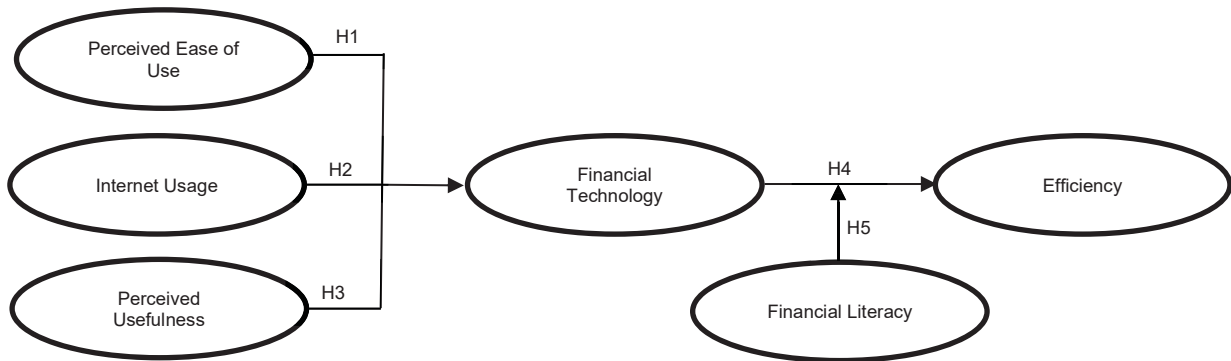 Perceived Ease of
Use
H1
Internet Usage
H2
Perceived
Usefulness
H3
Financial
Technology
H4
Efficiency
H5
Financial Literacy